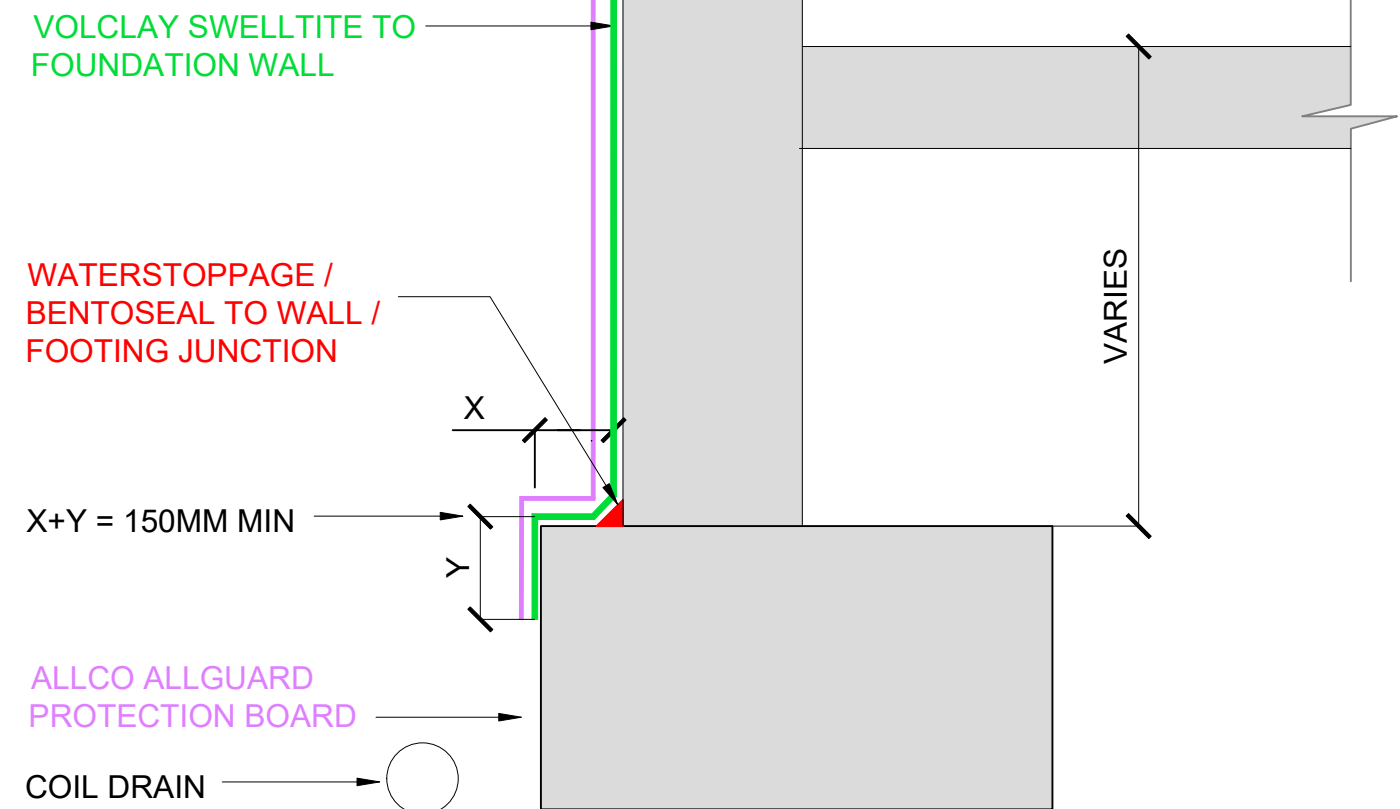 VOLCLAY SWELLTITE TO
FOUNDATION WALL
WATERSTOPPAGE /
BENTOSEAL TO WALL /
FOOTING JUNCTION
VARIES
X
X+Y = 150MM MIN
Y
ALLCO ALLGUARD
PROTECTION BOARD
COIL DRAIN